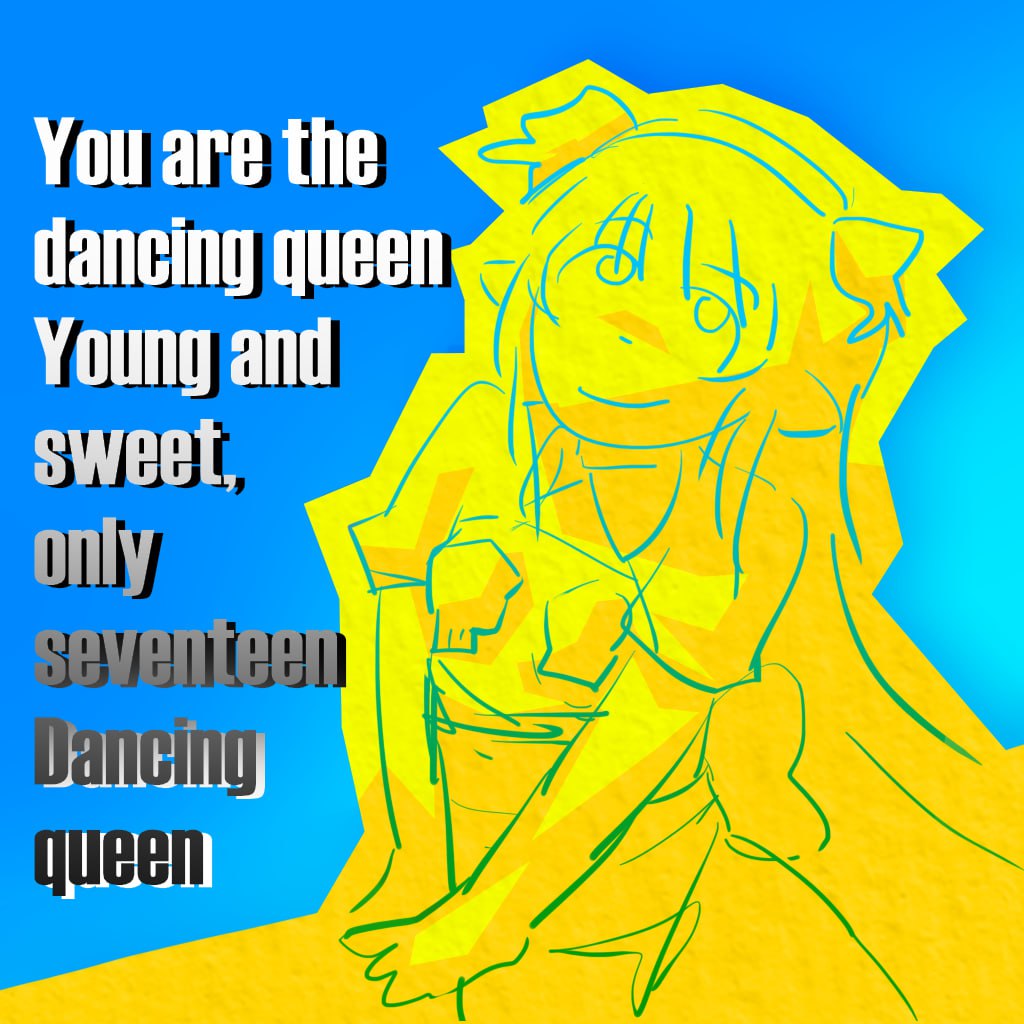 You are the
dancing queen
Young and
sweet,
only
seventeen
Dancing
queen